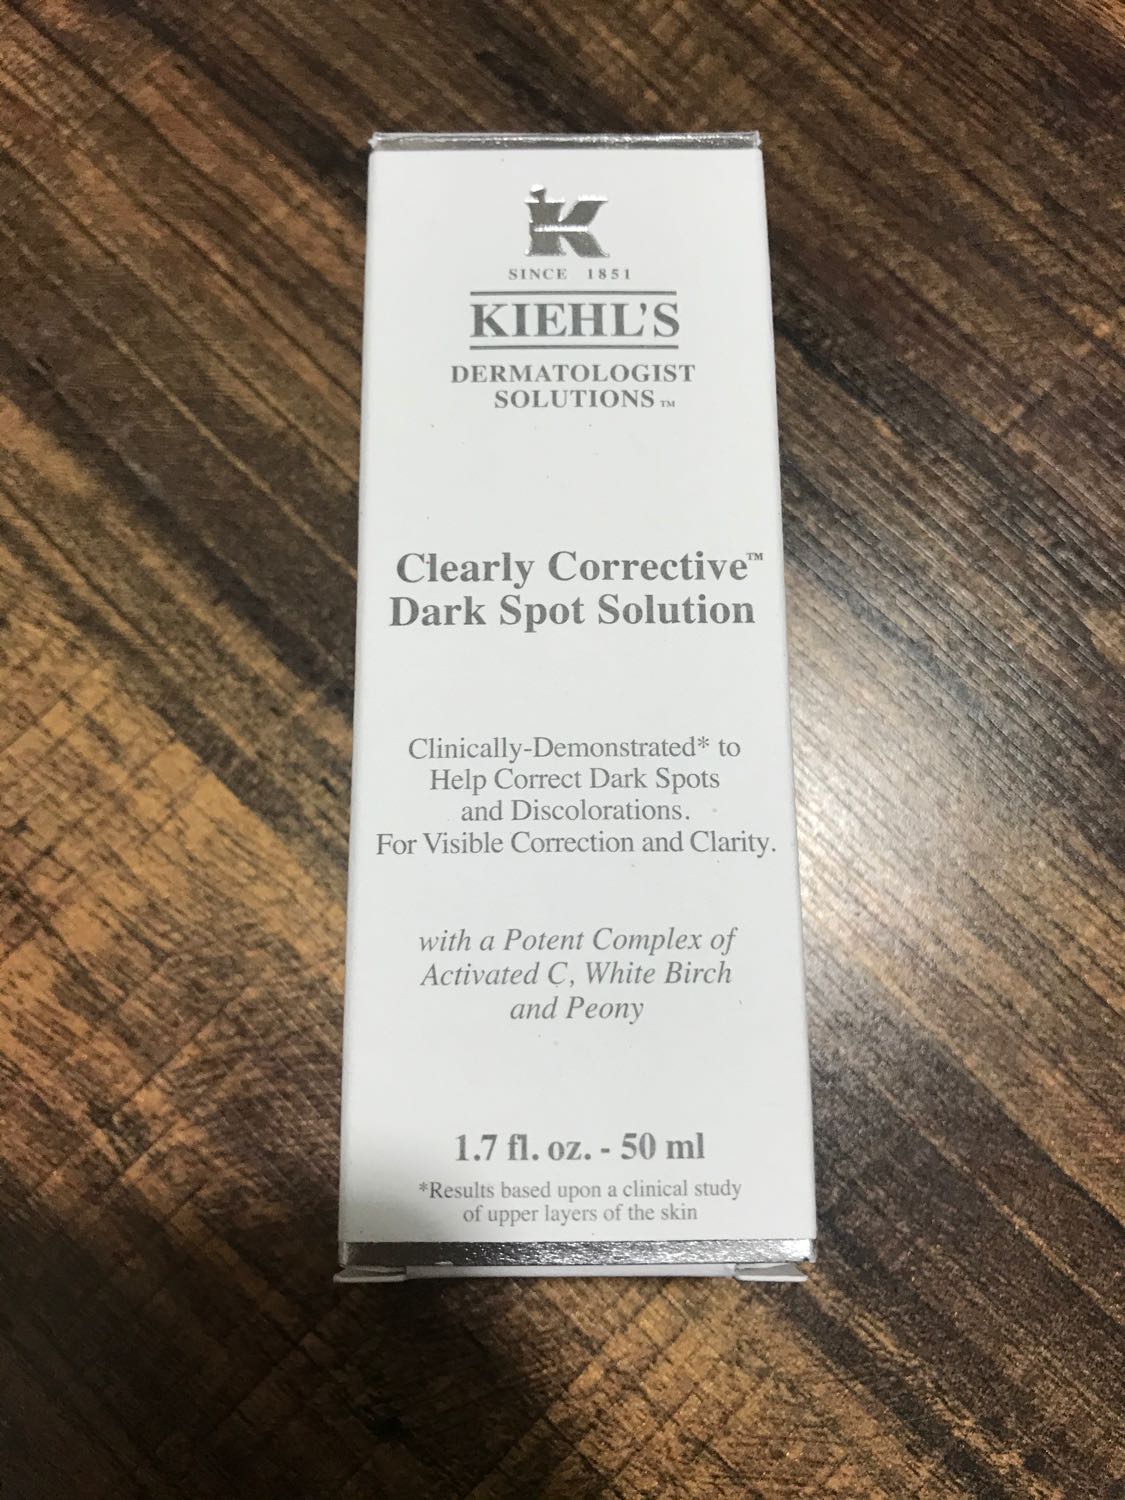 K
SINCE 1851
KIEHL'S
DERMATOLOGIST
SOLUTIONS™
Clearly Corrective™
Dark Spot Solution
Clinically-Demonstrated* to
Help Correct Dark Spots
and Discolorations.
For Visible Correction and Clarity.
with a Potent Complex of
Activated C, White Birch
and Peony
1.7 fl. oz. - 50 ml
*Results based upon a clinical study
of upper layers of the skin